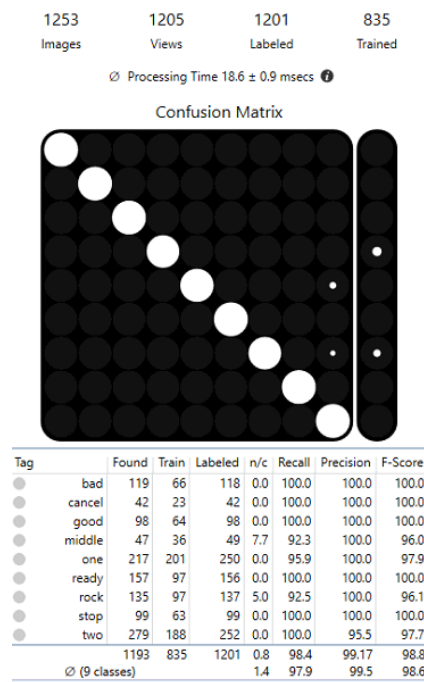 1253 1205 1201 835
Images Views Labeled Trained
∅ Processing Time 18.6 ± 0.9 msecs i
Confusion Matrix
Tag Found Train Labeled n/c Recall Precision F-Score
bad 119 66 118 0.0 100.0 100.0 100.0
cancel 42 23 42 0.0 100.0 100.0 100.0
good 98 64 98 0.0 100.0 100.0 100.0
middle 47 36 49 7.7 92.3 100.0 96.0
one 217 201 250 0.0 95.9 100.0 97.9
ready 157 97 156 0.0 100.0 100.0 100.0
rock 135 97 137 5.0 92.5 100.0 96.1
stop 99 63 99 0.0 100.0 100.0 100.0
two 279 188 252 0.0 100.0 95.5 97.7
1193 835 1201 0.8 98.4 99.17 98.8
∅ (9 classes) 1.4 97.9 99.5 98.6